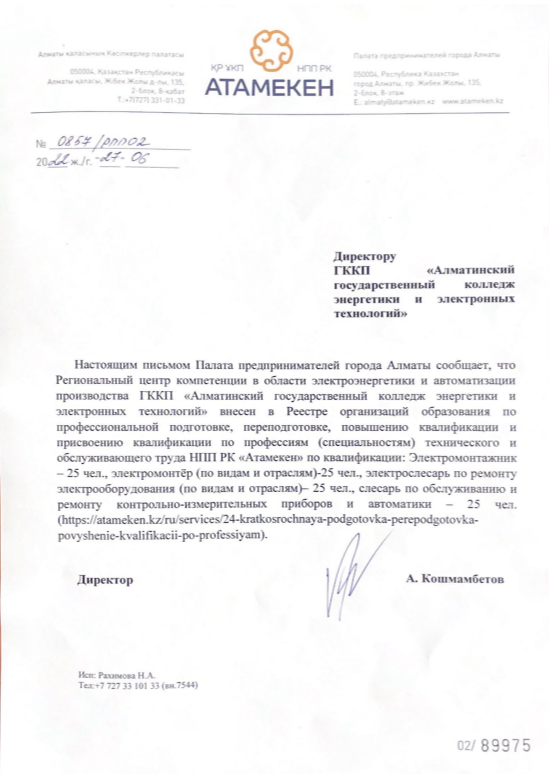 Алматы қаласының Кәсіпкерлер палатасы
050004, Қазақстан Республикасы
Алматы қаласы, Жібек Жолы д-лы, 135,
2-блок, 8-қабат
Т.:+7(727) 331-01-33
ҚР ҰКП НПП РК
АТАМЕКЕН
Палата предпринимателей города Алматы
050004, Республика Казахстан
город Алматы, пр. Жибек Жолы, 135,
2-блок, 8-этаж
E.: almaty@atameken.kz www.atameken.kz
№ 0857/РПП02
2022 ж./г. -27- 06
Директору
ГККП «Алматинский
государственный колледж
энергетики и электронных
технологий»
Настоящим письмом Палата предпринимателей города Алматы сообщает, что
Региональный центр компетенции в области электроэнергетики и автоматизации
производства ГККП «Алматинский государственный колледж энергетики и
электронных технологий» внесен в Реестре организаций образования по
профессиональной подготовке, переподготовке, повышению квалификации и
присвоению квалификации по профессиям (специальностям) технического и
обслуживающего труда НПП РК «Атамекен» по квалификации: Электромонтажник
– 25 чел., электромонтёр (по видам и отраслям)-25 чел., электрослесарь по ремонту
электрооборудования (по видам и отраслям)– 25 чел., слесарь по обслуживанию и
ремонту контрольно-измерительных приборов и автоматики – 25 чел.
(https://atameken.kz/ru/services/24-kratkosrochnaya-podgotovka-perepodgotovka-
povyshenie-kvalifikacii-po-professiyam).
Директор А. Кошмамбетов
Исп: Рахимова Н.А.
Тел:+7 727 33 101 33 (вн.7544)
02/ 89975